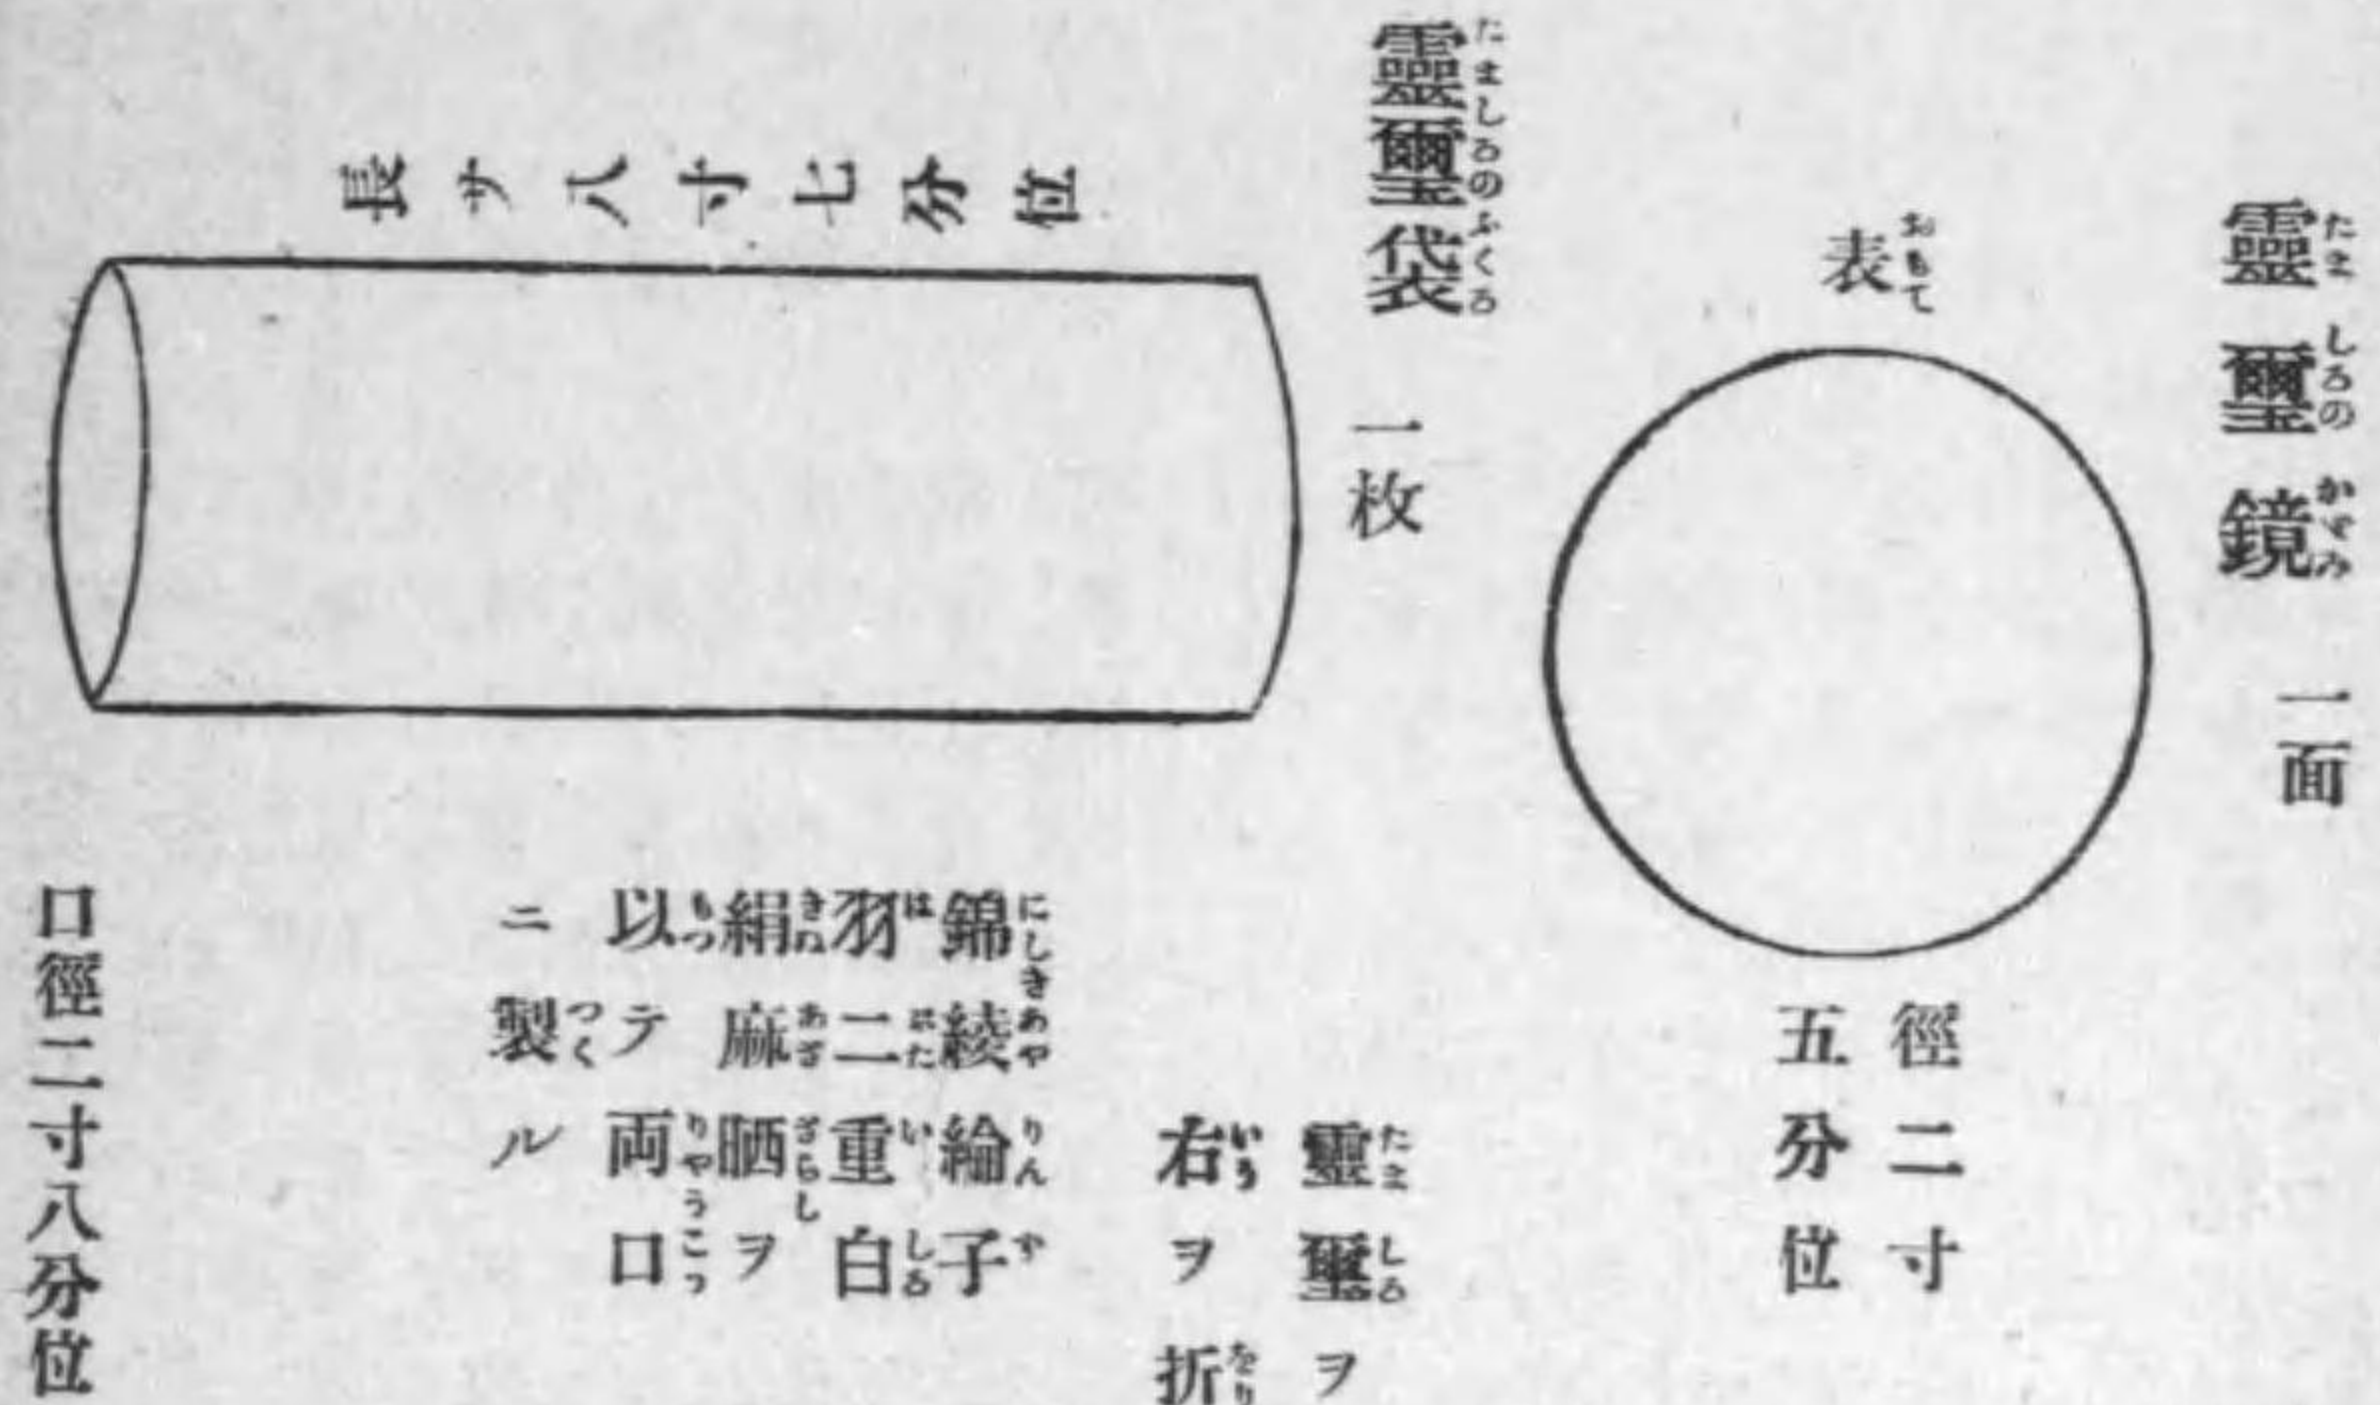 靈璽鏡 一面
表
徑二寸
五分位
靈璽袋 一枚
長サ八寸七分位
靈璽ヲ
右ヲ折
錦綾綸子
羽二重白
絹麻晒ヲ
以テ両口
ニ製ル
口徑二寸八分位